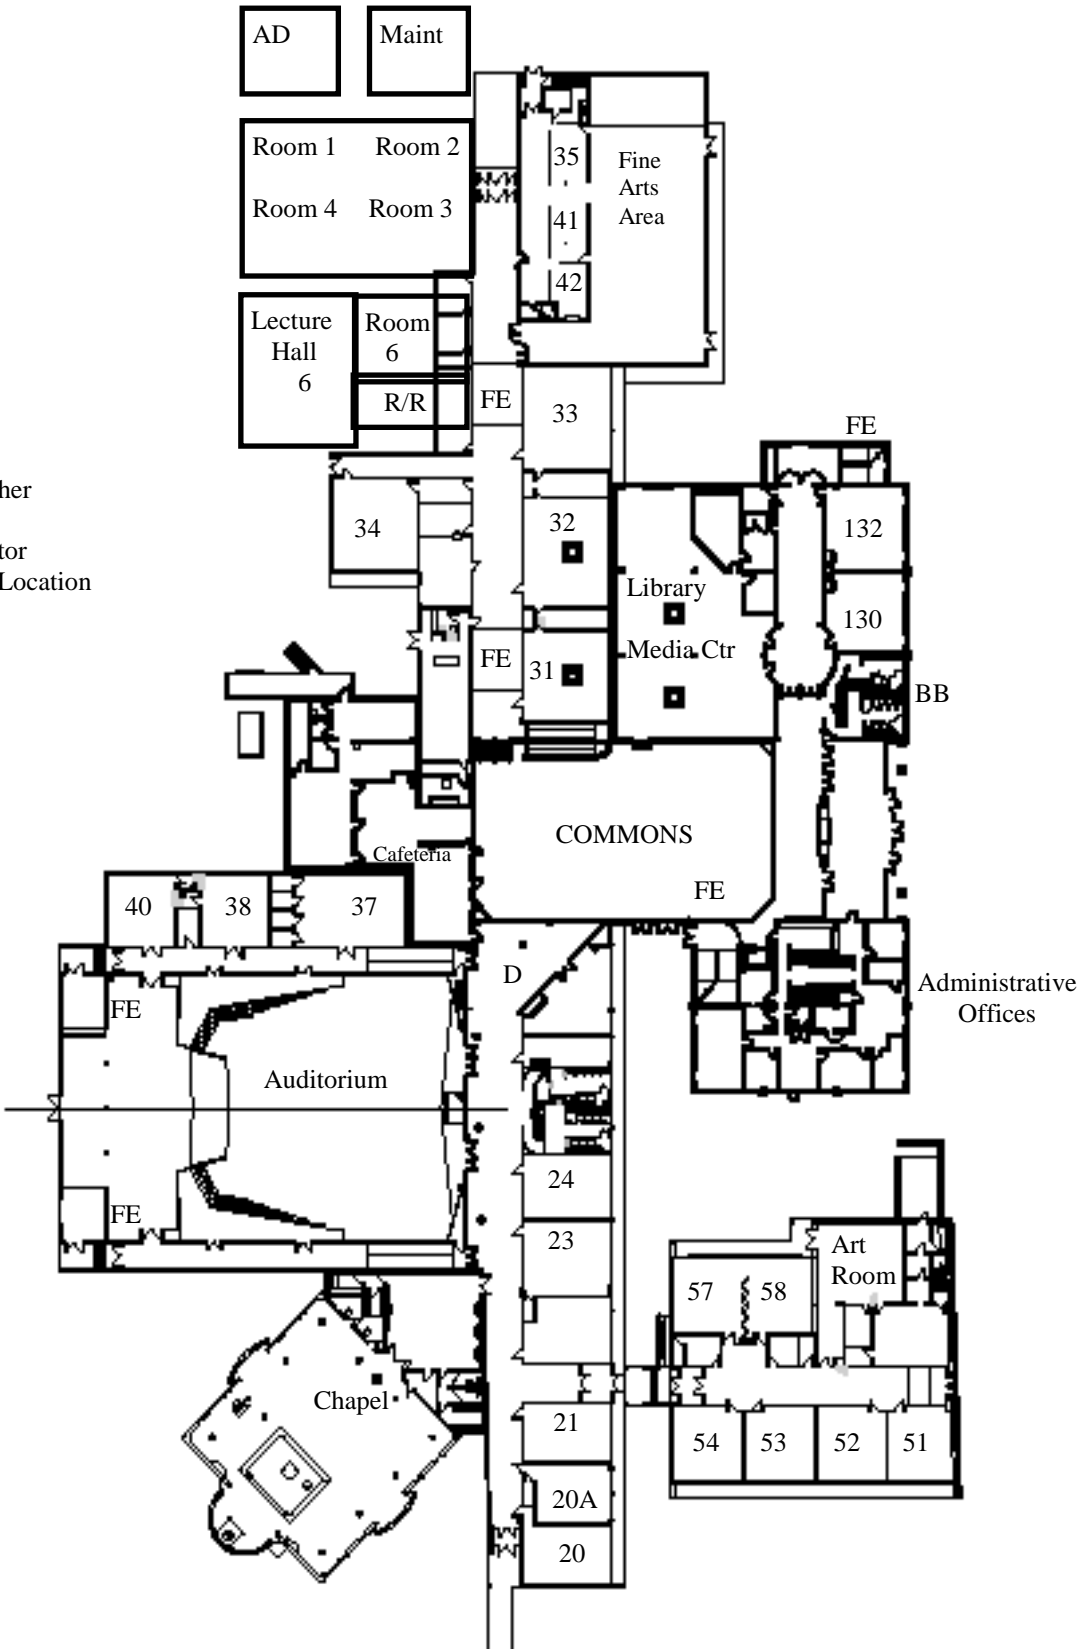 AD
Maint
Room 1 Room 2
Room 4 Room 3
35
Fine
Arts
Area
41
42
Lecture
Hall
6
Room
6
R/R
FE
33
FE
her
34
32
132
tor
Location
Library
130
FE
31
Media Ctr
BB
COMMONS
Cafeteria
FE
40
38
37
D
Administrative
Offices
FE
Auditorium
24
FE
23
Art
Room
57
58
Chapel
21
54
53
52
51
20A
20